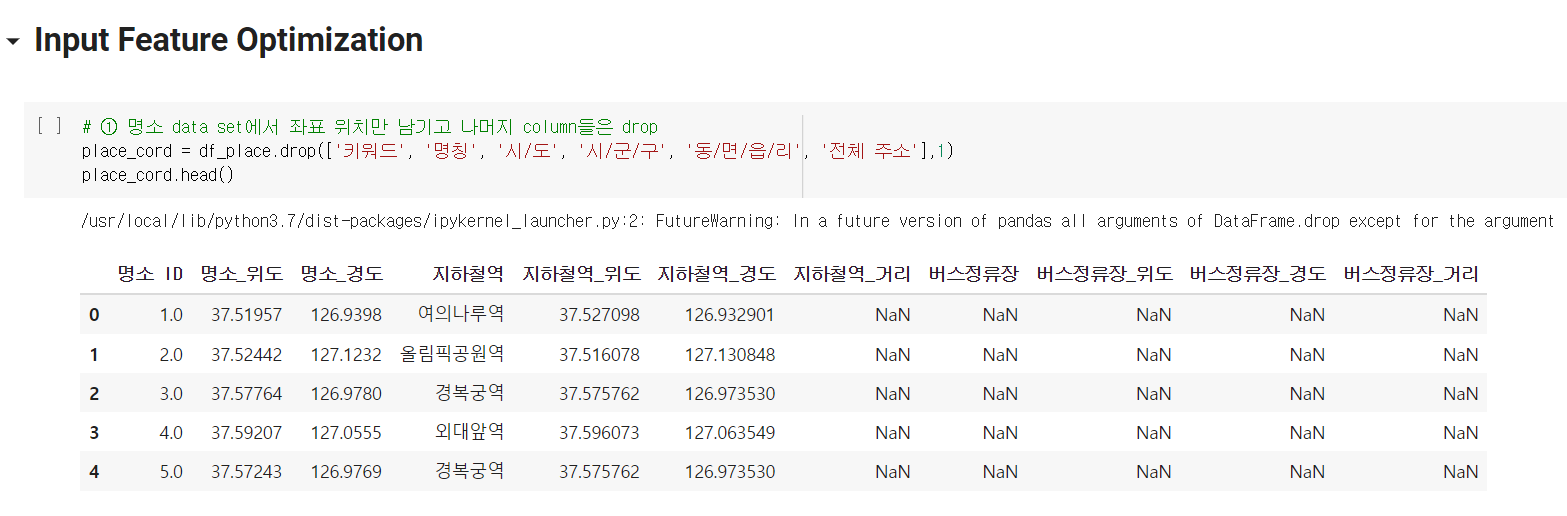 Input Feature Optimization
[ ] # ① 명소 data set에서 좌표 위치만 남기고 나머지 column들은 drop
place_cord = df_place.drop(['키워드', '명칭', '시/도', '시/군/구', '동/면/읍/리', '전체 주소'],1)
place_cord.head()
/usr/local/lib/python3.7/dist-packages/ipykernel_launcher.py:2: FutureWarning: In a future version of pandas all arguments of DataFrame.drop except for the argument
명소 ID 명소_위도 명소_경도 지하철역 지하철역_위도 지하철역_경도 지하철역_거리 버스정류장 버스정류장_위도 버스정류장_경도 버스정류장_거리
0 1.0 37.51957 126.9398 여의나루역 37.527098 126.932901 NaN NaN NaN NaN NaN
1 2.0 37.52442 127.1232 올림픽공원역 37.516078 127.130848 NaN NaN NaN NaN NaN
2 3.0 37.57764 126.9780 경복궁역 37.575762 126.973530 NaN NaN NaN NaN NaN
3 4.0 37.59207 127.0555 외대앞역 37.596073 127.063549 NaN NaN NaN NaN NaN
4 5.0 37.57243 126.9769 경복궁역 37.575762 126.973530 NaN NaN NaN NaN NaN